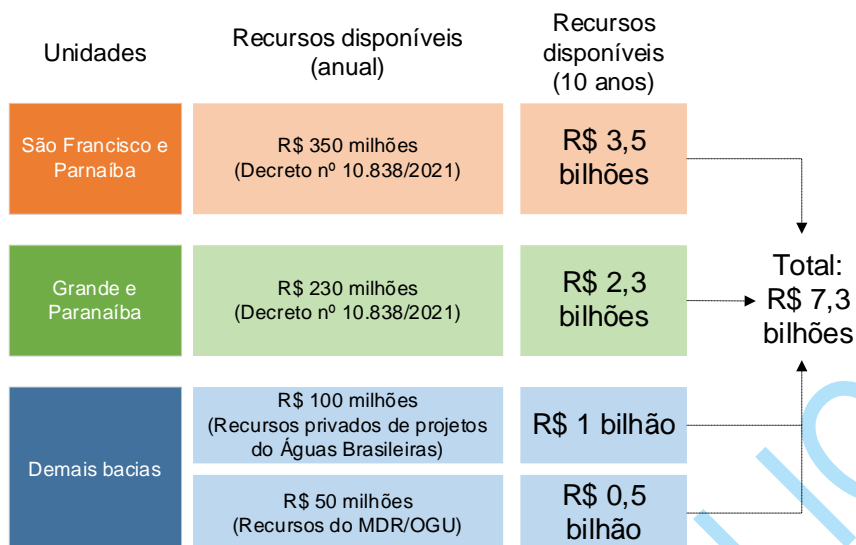 Unidades
Recursos disponíveis
(anual)
Recursos
disponíveis
(10 anos)
São Francisco e
Parnaíba
R$ 350 milhões
(Decreto nº 10.838/2021)
R$ 3,5
bilhões
Grande e
Paranaíba
R$ 230 milhões
(Decreto nº 10.838/2021)
R$ 2,3
bilhões
Total:
R$ 7,3
bilhões
Demais bacias
R$ 100 milhões
(Recursos privados de projetos
do Águas Brasileiras)
R$ 1 bilhão
R$ 50 milhões
(Recursos do MDR/OGU)
R$ 0,5
bilhão